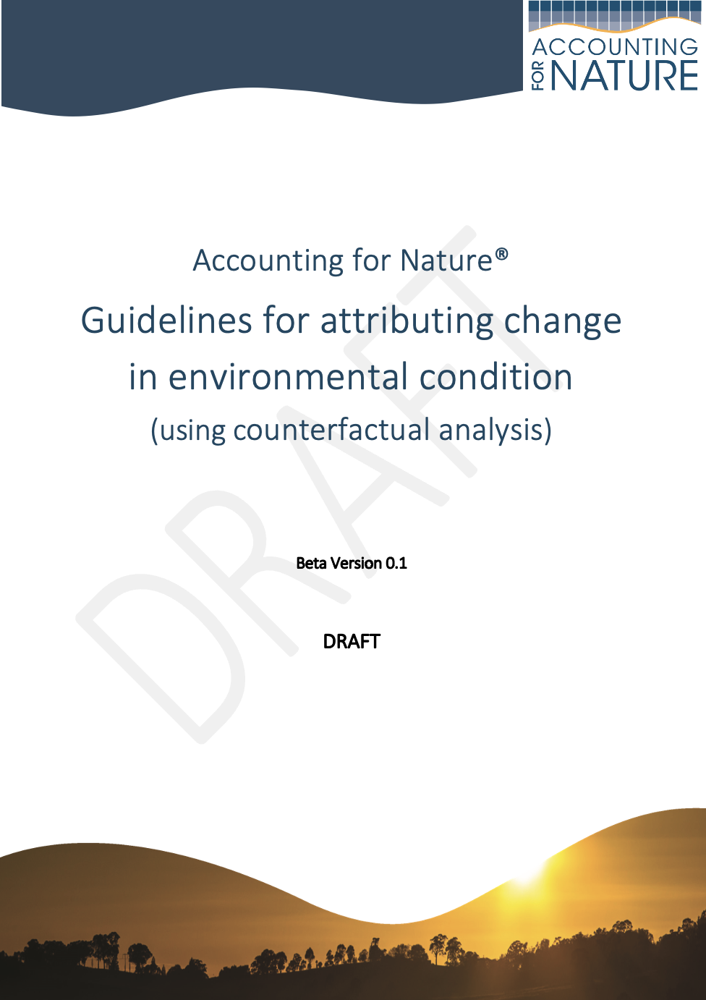 ACCOUNTING
FOR NATURE
Accounting for Nature®
Guidelines for attributing change
in environmental condition
(using counterfactual analysis)
Beta Version 0.1
DRAFT
DRAFT